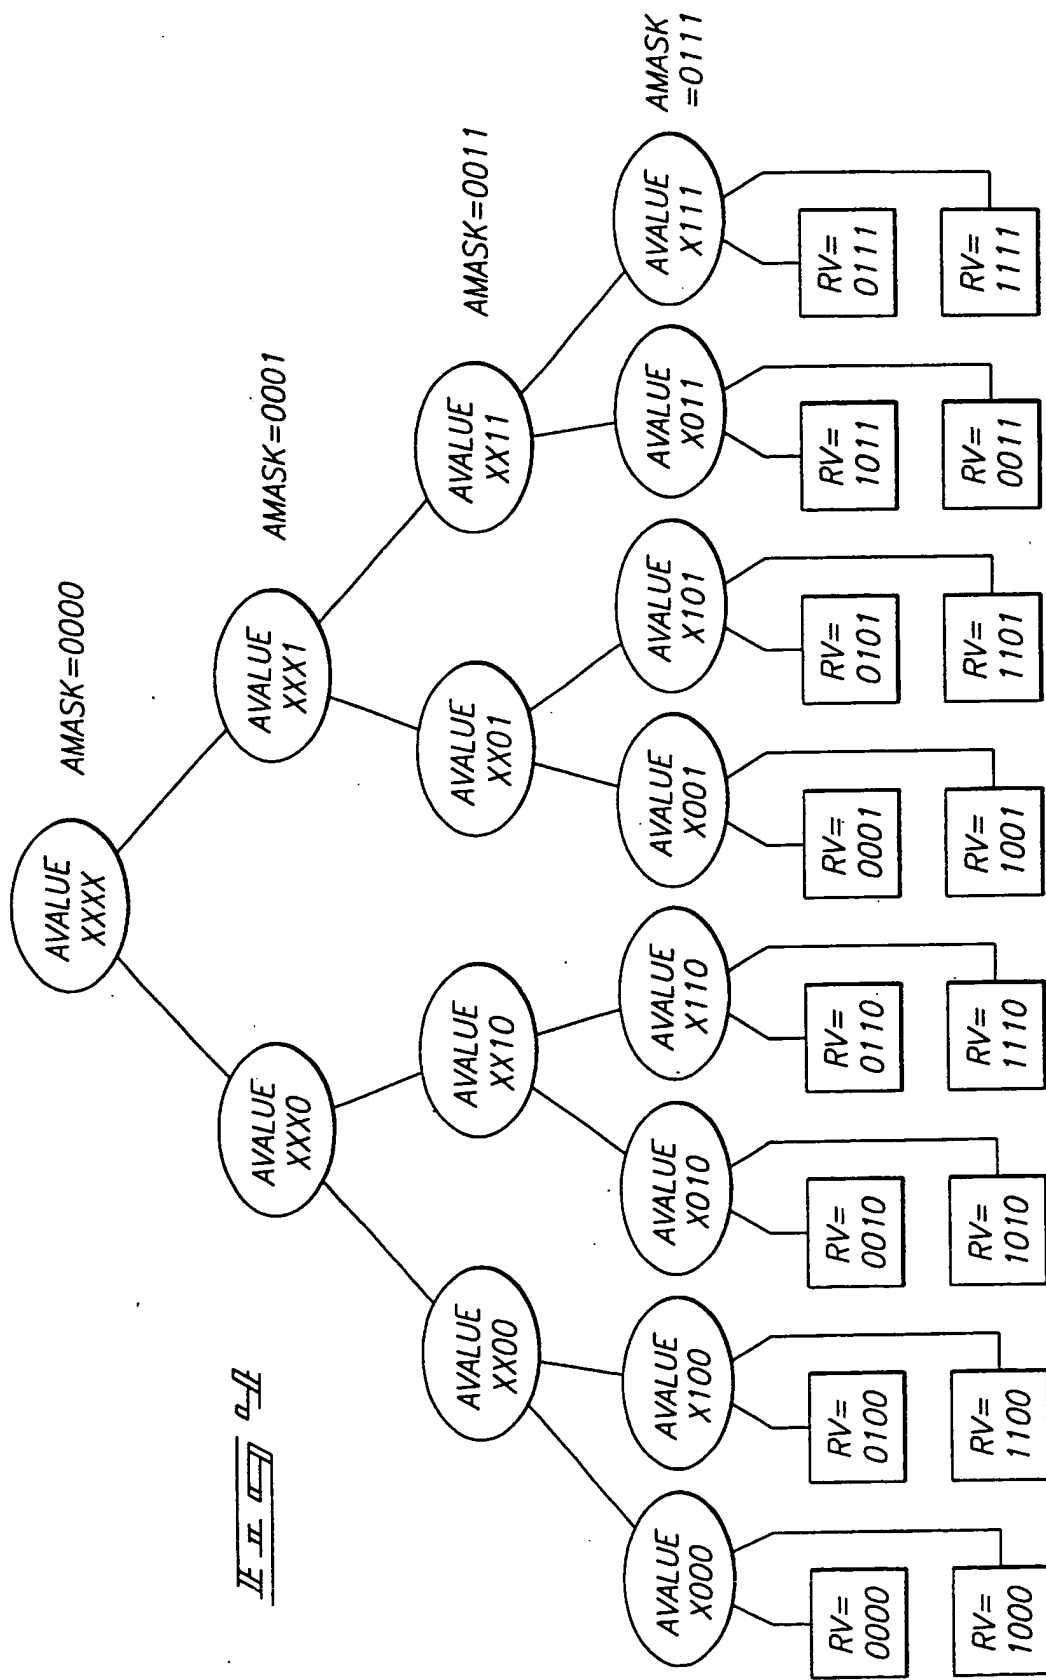 AMASK=0000
AVALUE
XXXX
AMASK=0001
AVALUE
XXX0
AVALUE
XXX1
AMASK=0011
AVALUE
XX00
AVALUE
XX10
AVALUE
XX01
AVALUE
XX11
AMASK
=0111
AVALUE
X000
AVALUE
X100
AVALUE
X010
AVALUE
X110
AVALUE
X001
AVALUE
X101
AVALUE
X011
AVALUE
X111
RV=
0000
RV=
0100
RV=
0010
RV=
0110
RV=
0001
RV=
0101
RV=
1011
RV=
0111
RV=
1000
RV=
1100
RV=
1010
RV=
1110
RV=
1001
RV=
1101
RV=
0011
RV=
1111